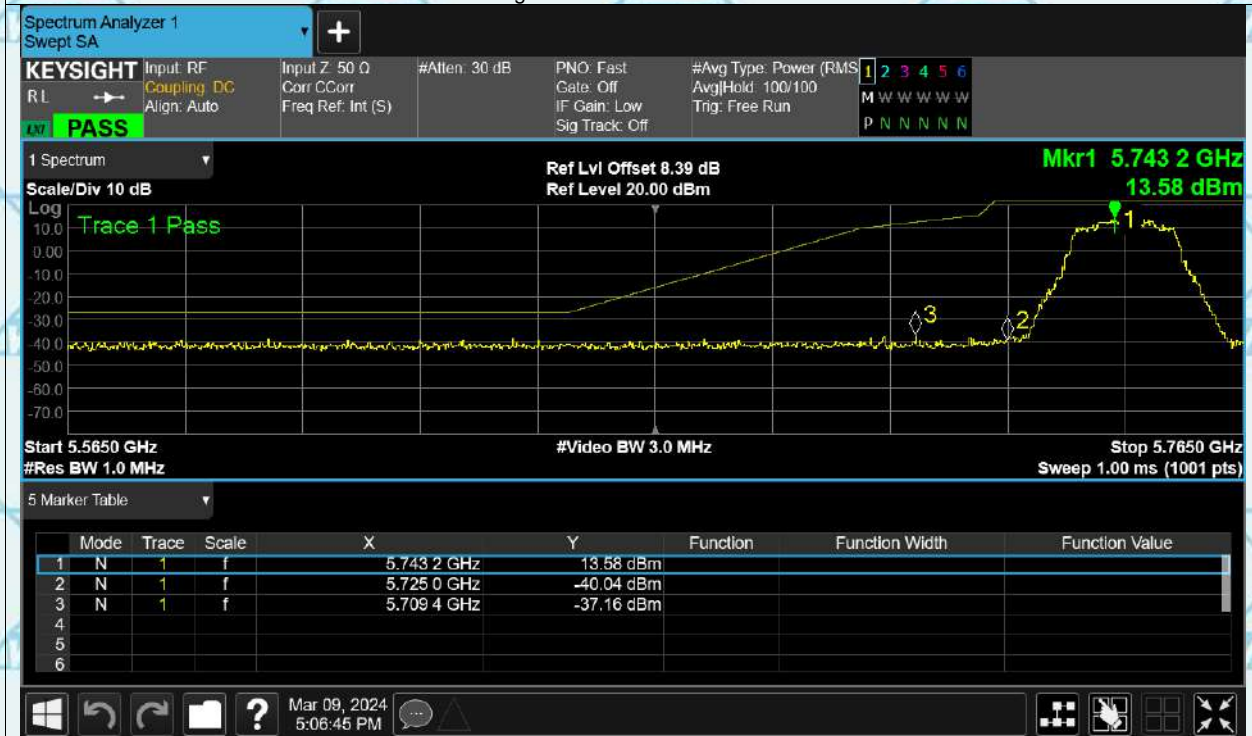 Spectrum Analyzer 1
Swept SA
KEYSIGHT
RL
LXI
PASS
Input: RF
Coupling: DC
Align: Auto
Input Z: 50 Ω
Corr CCorr
Freq Ref: Int (S)
#Atten: 30 dB
PNO: Fast
Gate: Off
IF Gain: Low
Sig Track: Off
#Avg Type: Power (RMS
Avg|Hold: 100/100
Trig: Free Run
1 2 3 4 5 6
M W W W W W
P N N N N N
1 Spectrum
Scale/Div 10 dB
Ref Lvl Offset 8.39 dB
Ref Level 20.00 dBm
Mkr1 5.743 2 GHz
13.58 dBm
Log
Trace 1 Pass
10.0
0.00
-10.0
-20.0
-30.0
-40.0
-50.0
-60.0
-70.0
1
3
2
Start 5.5650 GHz
#Res BW 1.0 MHz
#Video BW 3.0 MHz
Stop 5.7650 GHz
Sweep 1.00 ms (1001 pts)
5 Marker Table
Mode Trace Scale X Y Function Function Width Function Value
1 N 1 f 5.743 2 GHz 13.58 dBm
2 N 1 f 5.725 0 GHz -40.04 dBm
3 N 1 f 5.709 4 GHz -37.16 dBm
4
5
6
?
Mar 09, 2024
5:06:45 PM